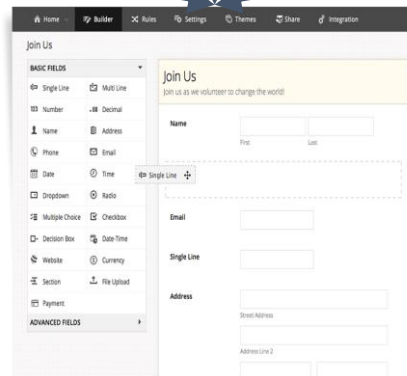 Home Builder Rules Settings Themes Share Integration
Join Us
BASIC FIELDS
Single Line Multi Line
Number Decimal
Name Address
Phone Email
Date Time
Dropdown Radio
Multiple Choice Checkbox
Decision Box Date-Time
Website Currency
Section File Upload
Payment
ADVANCED FIELDS
Single Line
Join Us
Join us as we volunteer to change the world!
Name
First Last
Email
Single Line
Address
Street Address
Address Line 2